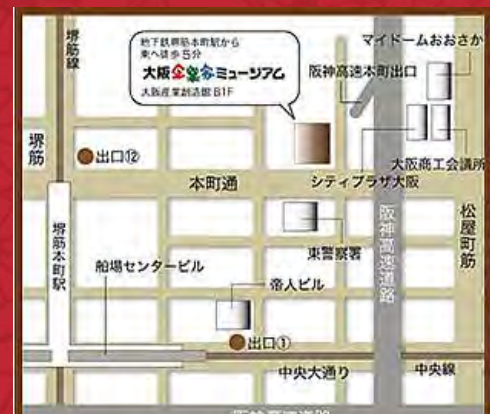 堺筋線
地下鉄堺筋本町駅から
東へ徒歩5分
大阪企業家ミュージアム
大阪産業創造館 B1F
マイドームおおさか
阪神高速本町出口
堺筋
出口⑫
大阪商工会議所
シティプラザ大阪
本町通
堺筋本町駅
東警察署
阪神高速道路
松屋町筋
船場センタービル
帝人ビル
出口①
中央大通り
中央線
阪神高速道路